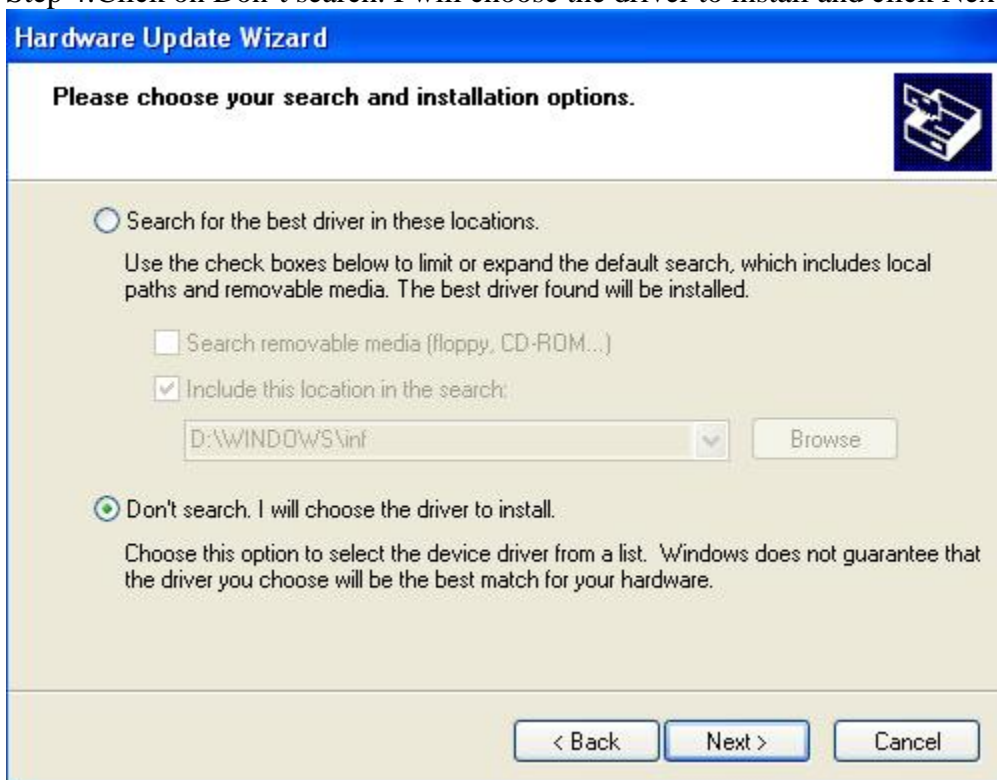 Step 4:Click on Don't search. I will choose the driver to install and click Nex
Hardware Update Wizard
Please choose your search and installation options.
Search for the best driver in these locations.
Use the check boxes below to limit or expand the default search, which includes local
paths and removable media. The best driver found will be installed.
Search removable media (floppy, CD-ROM...)
Include this location in the search:
D:\WINDOWS\inf
Browse
Don't search. I will choose the driver to install.
Choose this option to select the device driver from a list. Windows does not guarantee that
the driver you choose will be the best match for your hardware.
< Back Next > Cancel